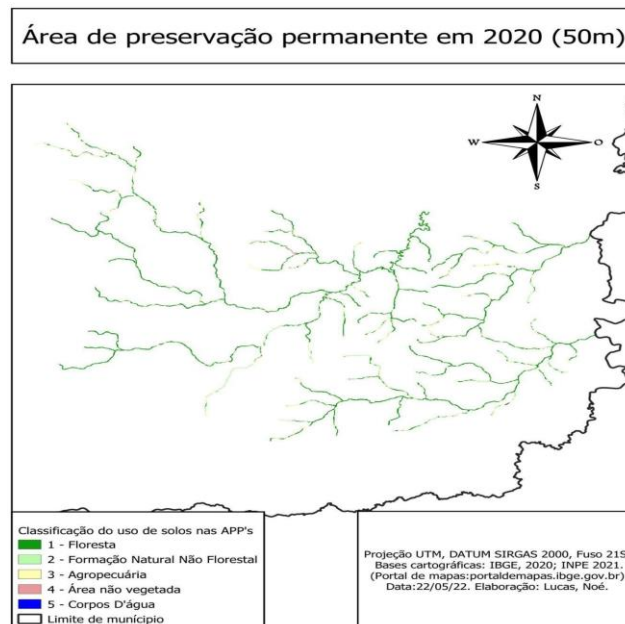 Área de preservação permanente em 2020 (50m)
N
W
O
S
Classificação do uso de solos nas APP's
1 - Floresta
2 - Formação Natural Não Florestal
3 - Agropecuária
4 - Área não vegetada
5 - Corpos D'água
Limite de munícipio
Projeção UTM, DATUM SIRGAS 2000, Fuso 21S
Bases cartográficas: IBGE, 2020; INPE 2021.
(Portal de mapas:portaldemapas.ibge.gov.br)
Data:22/05/22. Elaboração: Lucas, Noé.